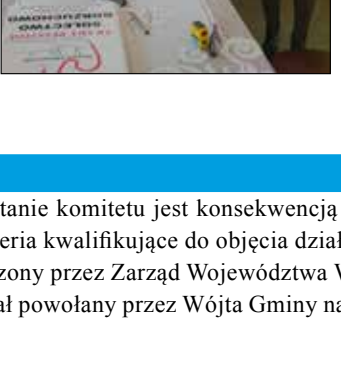 SOŁECTWO
tanie komitetu jest konsekwencją
eria kwalifikujące do objęcia dział
zony przez Zarząd Województwa W
ał powołany przez Wójta Gminy na